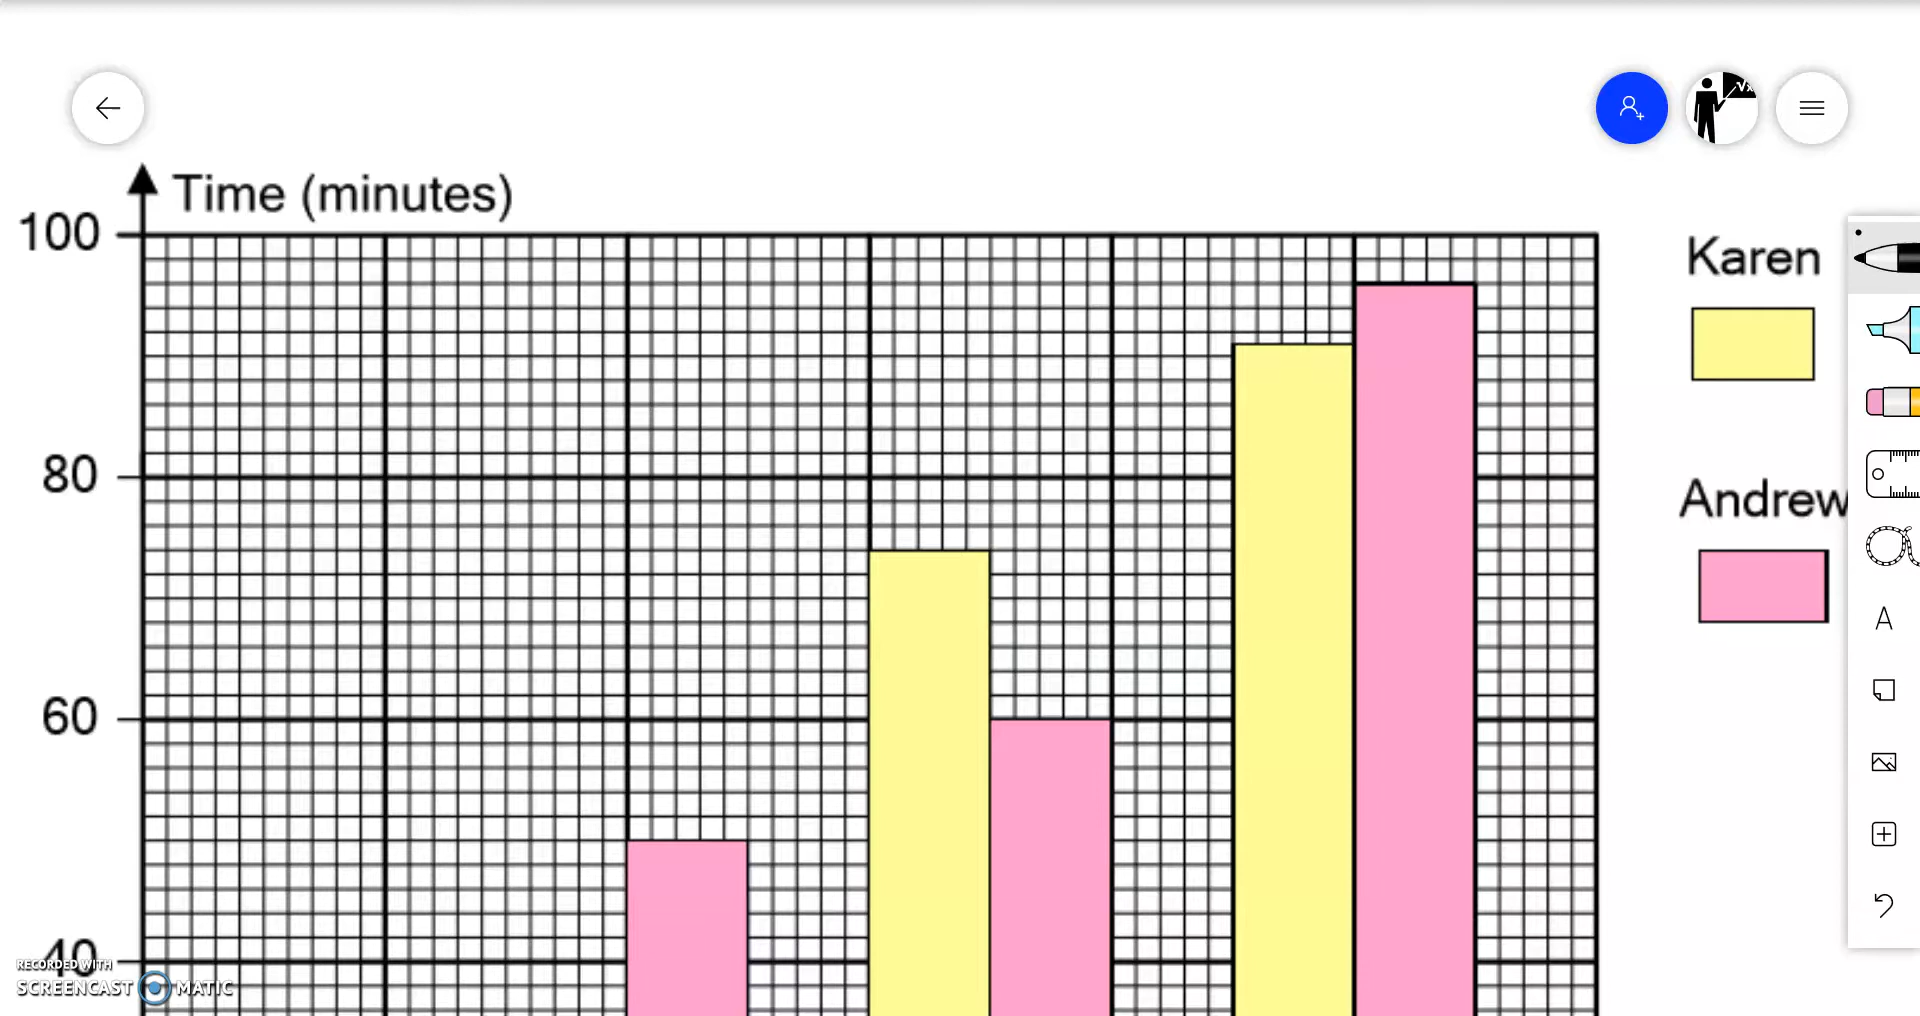 √x
Time (minutes)
100
Karen
80
Andrew
60
A
40
RECORDED WITH
SCREENCAST MATIC